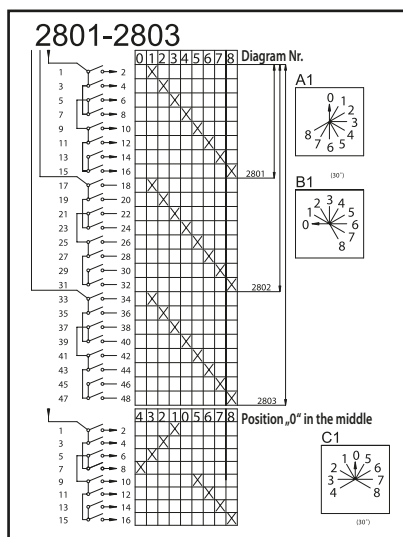 2801-2803
0 1 2 3 4 5 6 7 8 Diagram Nr.
1 2 X
3 4 X
5 6 X
7 8 X
9 10 X
11 12 X
13 14 X
15 16 X
2801
17 18 X
19 20 X
21 22 X
23 24 X
25 26 X
27 28 X
29 30 X
31 32 X
2802
33 34 X
35 36 X
37 38 X
39 40 X
41 42 X
43 44 X
45 46 X
47 48 X
2803
A1
0 1 2 3 4 5 6 7 8
(30°)
B1
0 1 2 3 4 5 6 7 8
4 3 2 1 0 5 6 7 8 Position „0“ in the middle
1 2 X
3 4 X
5 6 X
7 8 X
9 10 X
11 12 X
13 14 X
15 16 X
C1
4 3 2 1 0 5 6 7 8
(30°)